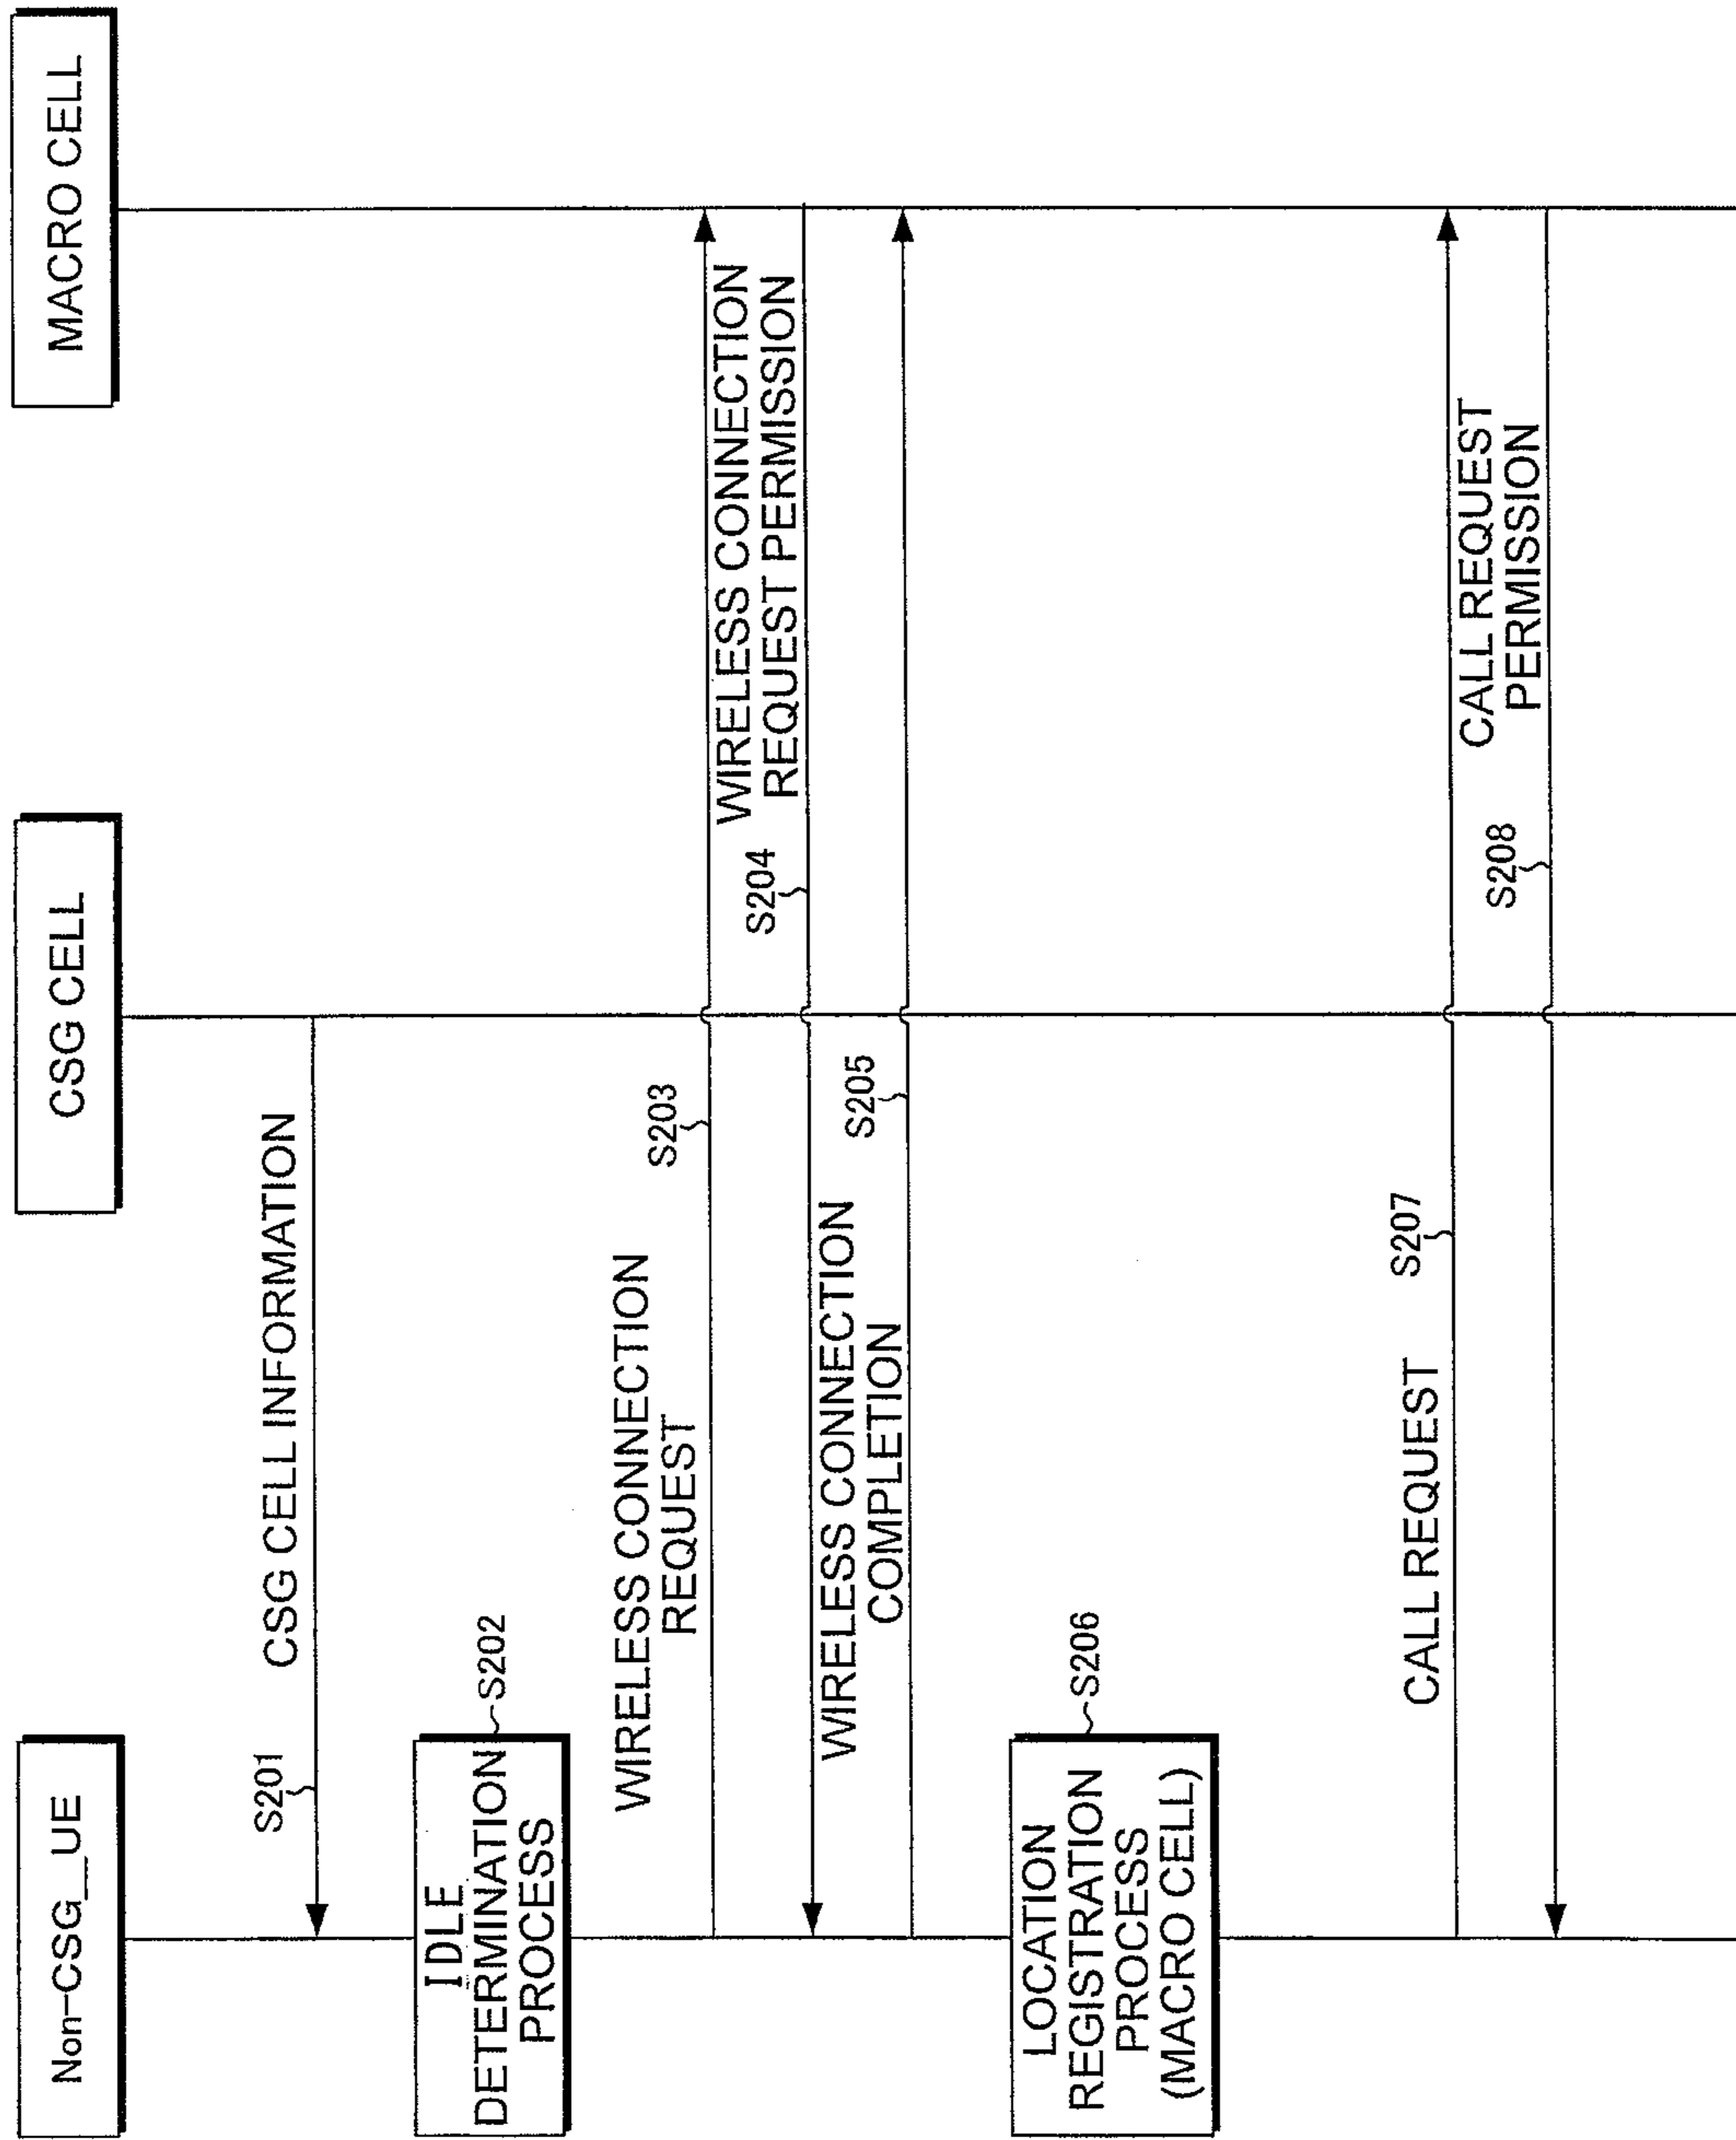 Non-CSG_UE
CSG CELL
MACRO CELL
S201
CSG CELL INFORMATION
IDLE
DETERMINATION
PROCESS
S202
WIRELESS CONNECTION
REQUEST
S203
WIRELESS CONNECTION
REQUEST PERMISSION
S204
WIRELESS CONNECTION
COMPLETION
S205
LOCATION
REGISTRATION
PROCESS
(MACRO CELL)
S206
CALL REQUEST
S207
CALL REQUEST
PERMISSION
S208